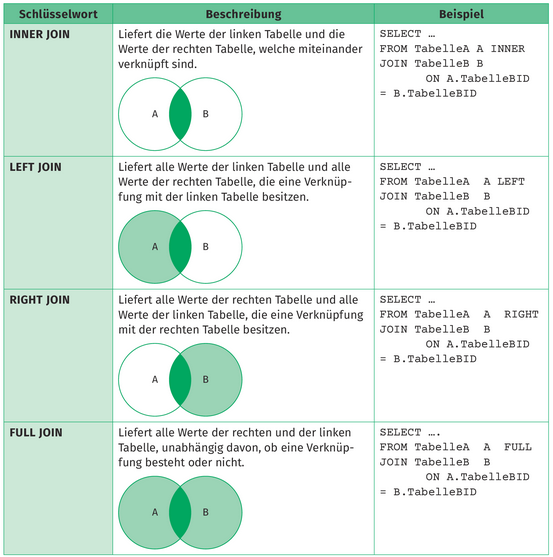 Schlüsselwort Beschreibung Beispiel
INNER JOIN
Liefert die Werte der linken Tabelle und die
Werte der rechten Tabelle, welche miteinander
verknüpft sind.
A B
SELECT …
FROM TabelleA A INNER
JOIN TabelleB B
ON A.TabelleBID
= B.TabelleBID
LEFT JOIN
Liefert alle Werte der linken Tabelle und alle
Werte der rechten Tabelle, die eine Verknüp-
fung mit der linken Tabelle besitzen.
A B
SELECT …
FROM TabelleA A LEFT
JOIN TabelleB B
ON A.TabelleBID
= B.TabelleBID
RIGHT JOIN
Liefert alle Werte der rechten Tabelle und alle
Werte der linken Tabelle, die eine Verknüpfung
mit der rechten Tabelle besitzen.
A B
SELECT …
FROM TabelleA A RIGHT
JOIN TabelleB B
ON A.TabelleBID
= B.TabelleBID
FULL JOIN
Liefert alle Werte der rechten und der linken
Tabelle, unabhängig davon, ob eine Verknüp-
fung besteht oder nicht.
A B
SELECT ….
FROM TabelleA A FULL
JOIN TabelleB B
ON A.TabelleBID
= B.TabelleBID